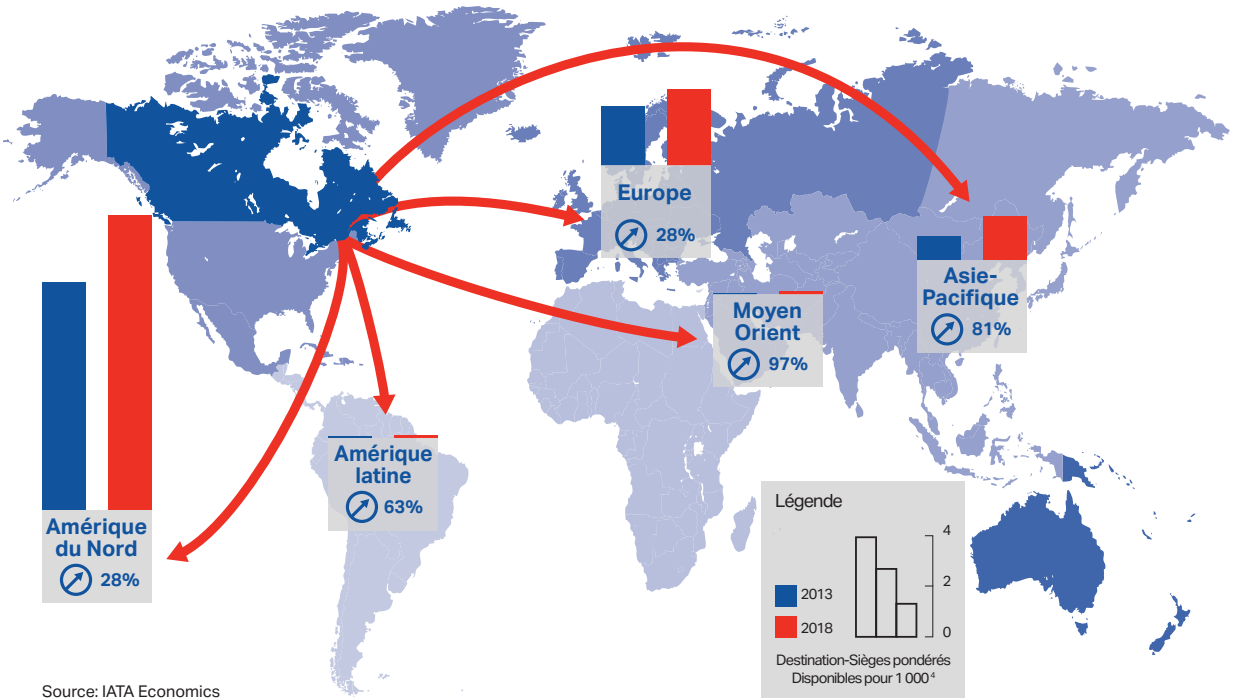 Europe
28%
Asie-
Pacifique
81%
Moyen
Orient
97%
Amérique
latine
63%
Amérique
du Nord
28%
Légende
4
2
0
2013
2018
Destination-Sièges pondérés
Disponibles pour 1 000⁴
Source: IATA Economics